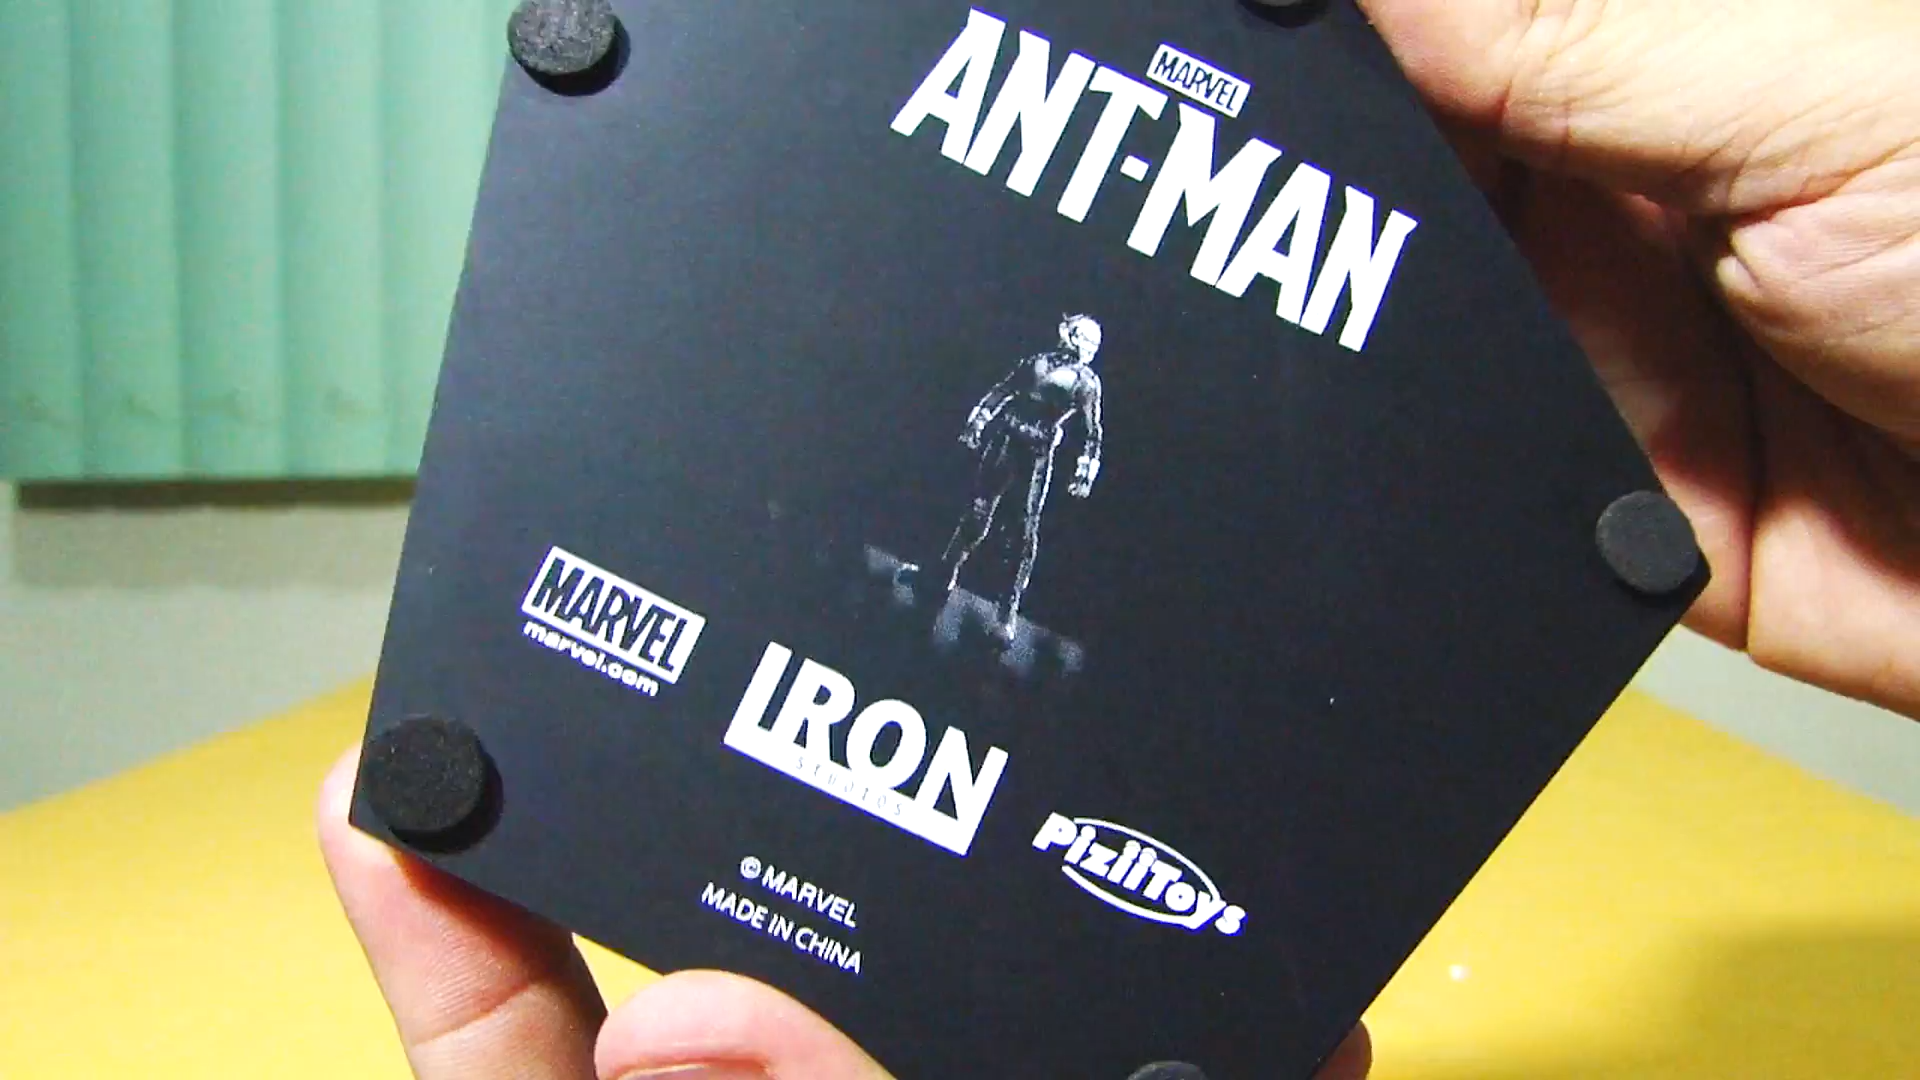 MARVEL
ANT-MAN
MARVEL
marvel.com
IRON
STUDIOS
PiziiToys
© MARVEL
MADE IN CHINA